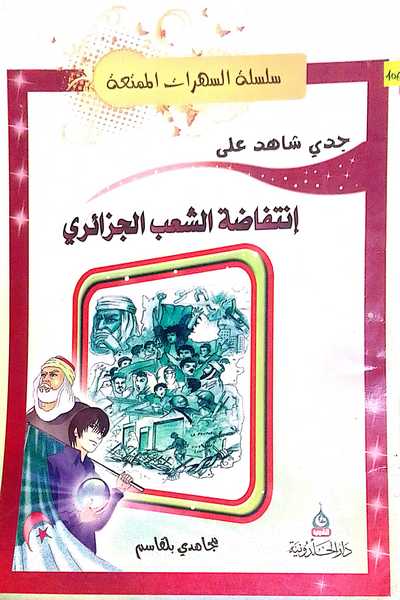 سلسلة السهرات الممتعة
جدي شاهد على
إنتفاضة الشعب الجزائري
مجاهدي بلقاسم
دار الخلدونية